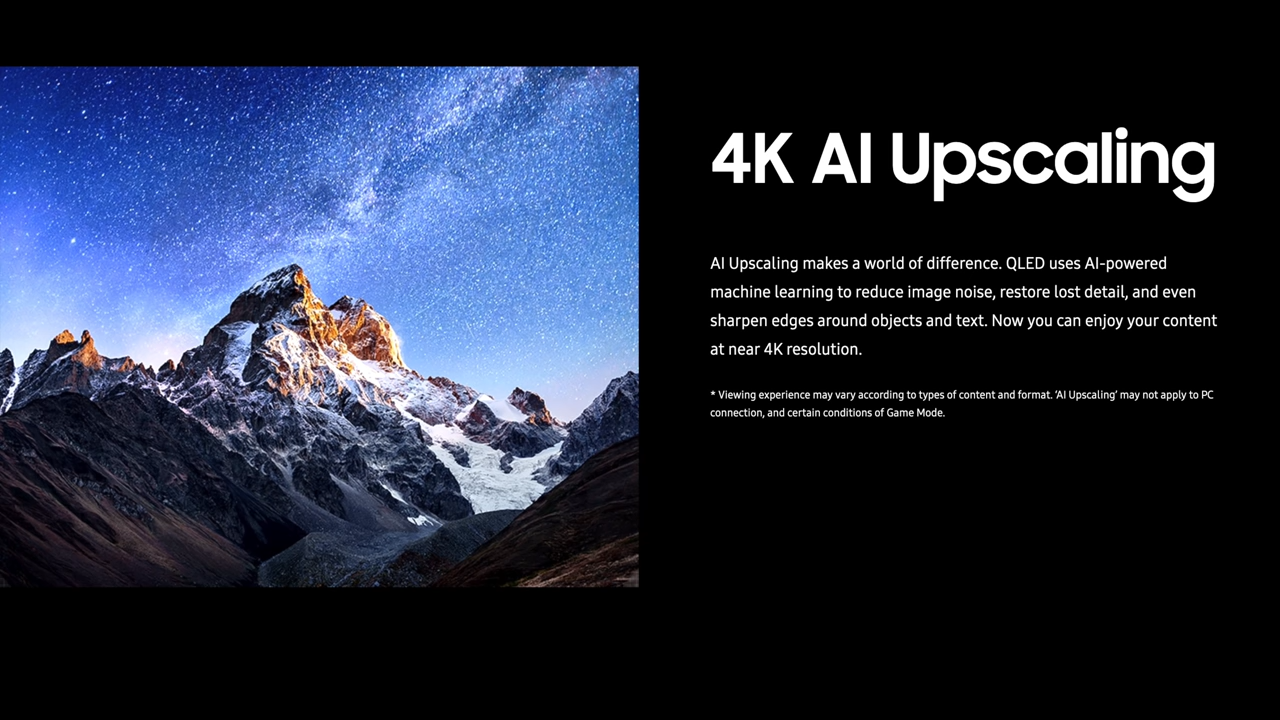 4K AI Upscaling
AI Upscaling makes a world of difference. QLED uses AI-powered
machine learning to reduce image noise, restore lost detail, and even
sharpen edges around objects and text. Now you can enjoy your content
at near 4K resolution.
* Viewing experience may vary according to types of content and format. ‘AI Upscaling’ may not apply to PC
connection, and certain conditions of Game Mode.